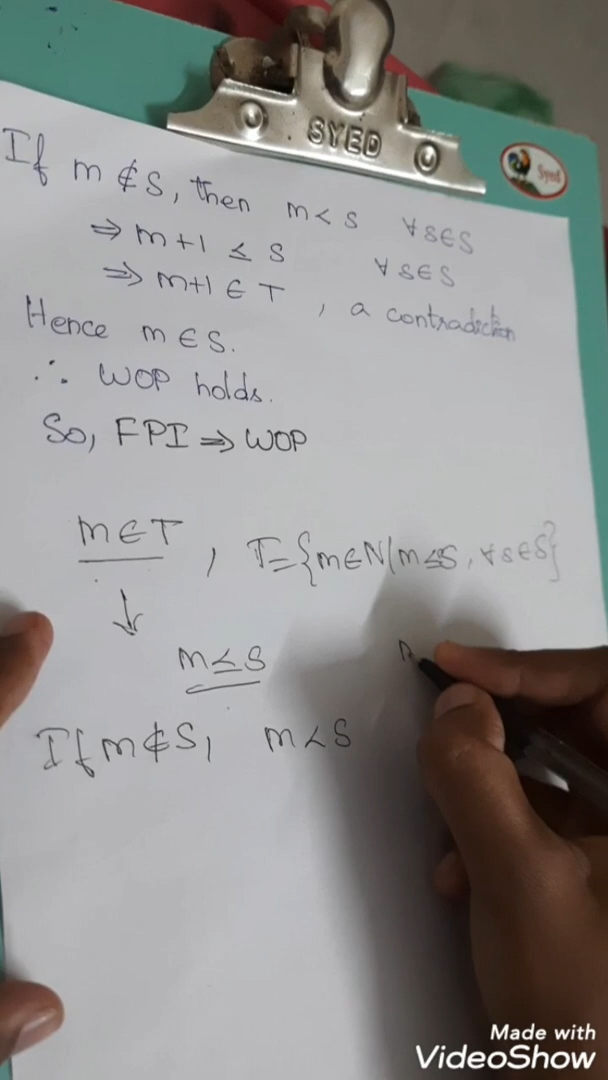 SYED
Syed
If m ∉ S, then m < s ∀ s ∈ S
⇒ m+1 ≤ s ∀ s ∈ S
⇒ m+1 ∈ T, a contradiction
Hence m ∈ S.
∴ WOP holds.
So, FPI ⇒ WOP
m ∈ T, T = {m ∈ N | m ≤ s, ∀ s ∈ S}
↓
m ≤ s
If m ∉ S, m < s
Made with
VideoShow